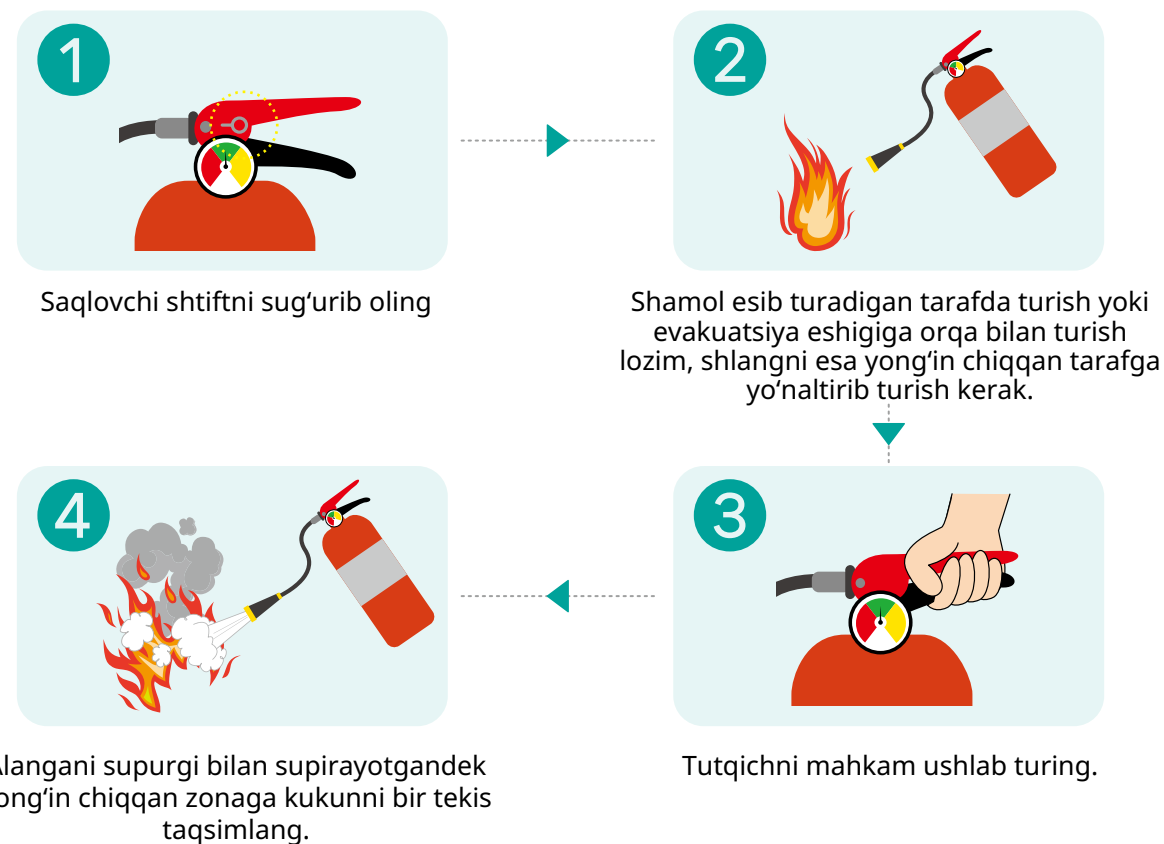 1
Saqlovchi shtiftni sug‘urib oling
2
Shamol esib turadigan tarafda turish yoki
evakuatsiya eshigiga orqa bilan turish
lozim, shlangni esa yong‘in chiqqan tarafga
yo‘naltirib turish kerak.
3
Tutqichni mahkam ushlab turing.
4
Alangani supurgi bilan supirayotgandek
yong‘in chiqqan zonaga kukunni bir tekis
taqsimlang.